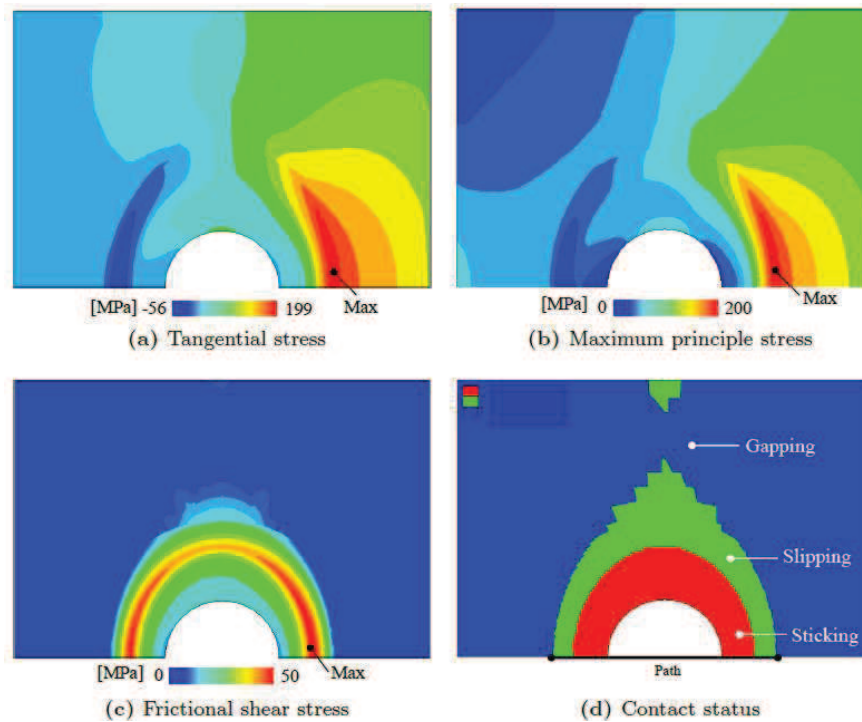 Max
Max
[MPa] -56 199
[MPa] 0 200
(a) Tangential stress
(b) Maximum principle stress
Gapping
Slipping
Sticking
Max
Path
[MPa] 0 50
(c) Frictional shear stress
(d) Contact status